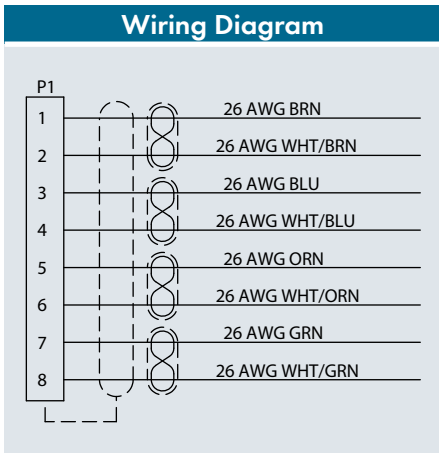 Wiring Diagram
P1
1 26 AWG BRN
2 26 AWG WHT/BRN
3 26 AWG BLU
4 26 AWG WHT/BLU
5 26 AWG ORN
6 26 AWG WHT/ORN
7 26 AWG GRN
8 26 AWG WHT/GRN